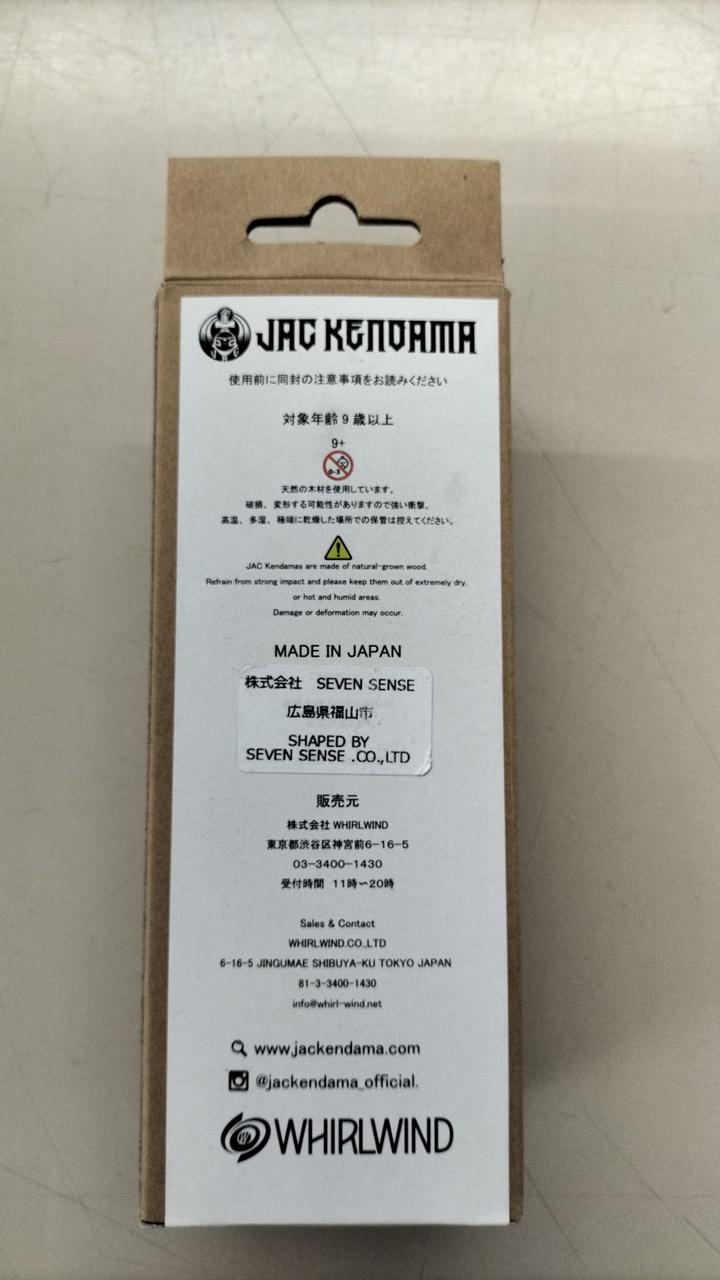 JAC KENDAMA
使用前に同封の注意事項をお読みください
対象年齢9歳以上
9+
0-3
天然の木材を使用しています。
破損、変形する可能性がありますので強い衝撃、
高温、多湿、極端に乾燥した場所での保管は控えてください。
JAC Kendamas are made of natural-grown wood.
Refrain from strong impact and please keep them out of extremely dry,
or hot and humid areas.
Damage or deformation may occur.
MADE IN JAPAN
株式会社 SEVEN SENSE
広島県福山市
SHAPED BY
SEVEN SENSE .CO.,LTD
販売元
株式会社 WHIRLWIND
東京都渋谷区神宮前6-16-5
03-3400-1430
受付時間 11時〜20時
Sales & Contact
WHIRLWIND.CO.,LTD
6-16-5 JINGUMAE SHIBUYA-KU TOKYO JAPAN
81-3-3400-1430
info@whirl-wind.net
www.jackendama.com
@jackendama_official.
WHIRLWIND